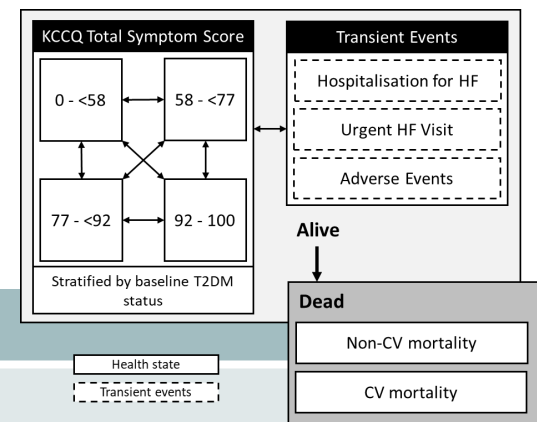 KCCQ Total Symptom Score
0 - <58
58 - <77
77 - <92
92 - 100
Stratified by baseline T2DM
status
Transient Events
Hospitalisation for HF
Urgent HF Visit
Adverse Events
Alive
Dead
Non-CV mortality
CV mortality
Health state
Transient events